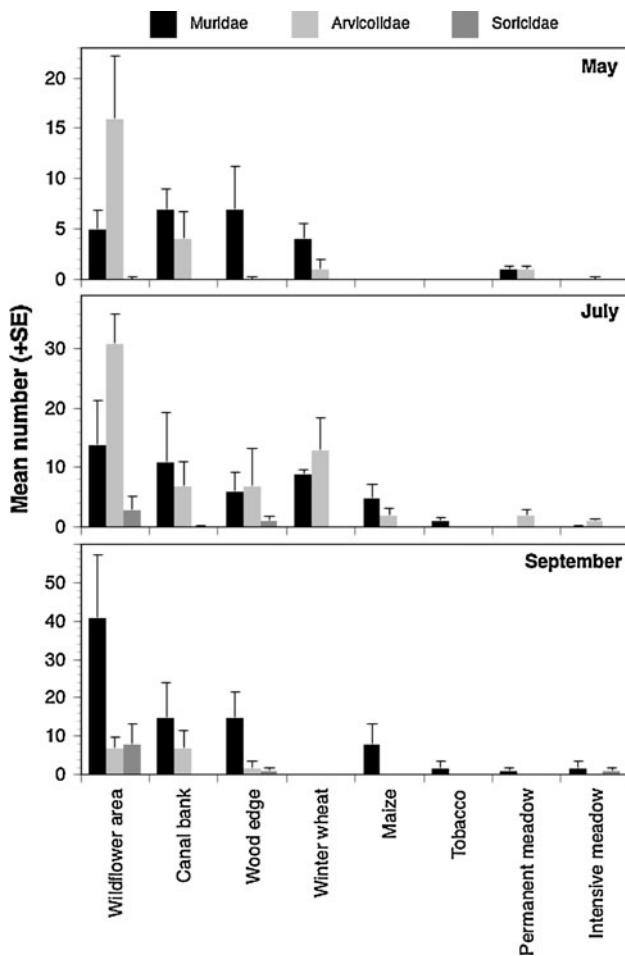 Muridae Arvicolidae Soricidae
May
20
15
10
5
0
July
30
20
10
0
Mean number (+SE)
September
50
40
30
20
10
0
Wildflower area
Canal bank
Wood edge
Winter wheat
Maize
Tobacco
Permanent meadow
Intensive meadow